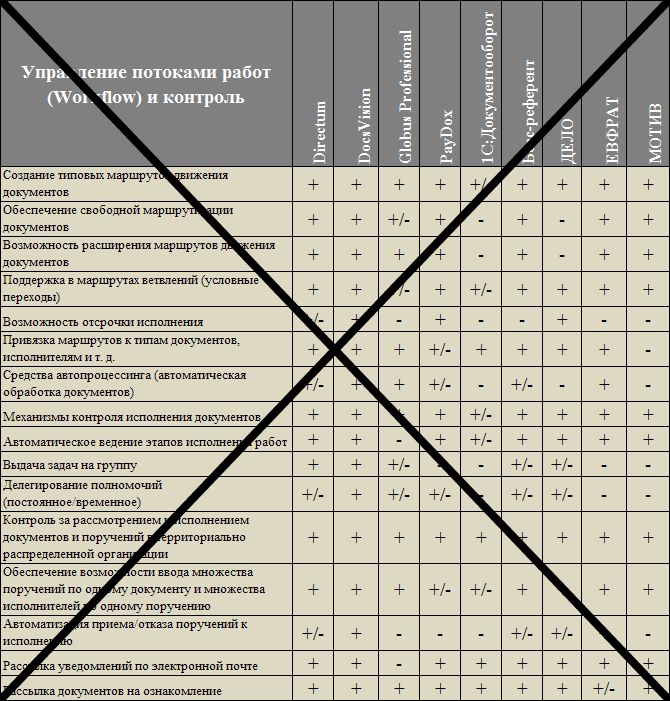 Управление потоками работ
(Workflow) и контроль
Directum
DocsVision
Globus Professional
PayDox
1С:Документооборот
Босс-референт
ДЕЛО
ЕВФРАТ
МОТИВ
Создание типовых маршрутов движения
документов
+ + + + +/- + + + +
Обеспечение свободной маршрутизации
документов
+ + +/- + - + - + +
Возможность расширения маршрутов движения
документов
+ + + + - + - + +
Поддержка в маршрутах ветвлений (условные
переходы)
+ + +/- + +/- + + + +
Возможность отсрочки исполнения +/- + - + - - + - -
Привязка маршрутов к типам документов,
исполнителям и т. д.
+ + + +/- + + + + -
Средства автопроцессинга (автоматическая
обработка документов)
+/- + + +/- - +/- - + -
Механизмы контроля исполнения документов + + + + +/- + + + +
Автоматическое ведение этапов исполнения работ + + - + +/- + + + +
Выдача задач на группу + + +/- - - +/- +/- - -
Делегирование полномочий
(постоянное/временное)
+/- + +/- +/- - +/- +/- - -
Контроль за рассмотрением и исполнением
документов и поручений в территориально
распределенной организации
+ + + + + + + + +
Обеспечение возможности ввода множества
поручений по одному документу и множества
исполнителей по одному поручению
+ + + +/- +/- + + +
Автоматизация приема/отказа поручений к
исполнению
+/- + - - - +/- +/- -
Рассылка уведомлений по электронной почте + + - + + + + + +
Рассылка документов на ознакомление + + + + + + + +/- +